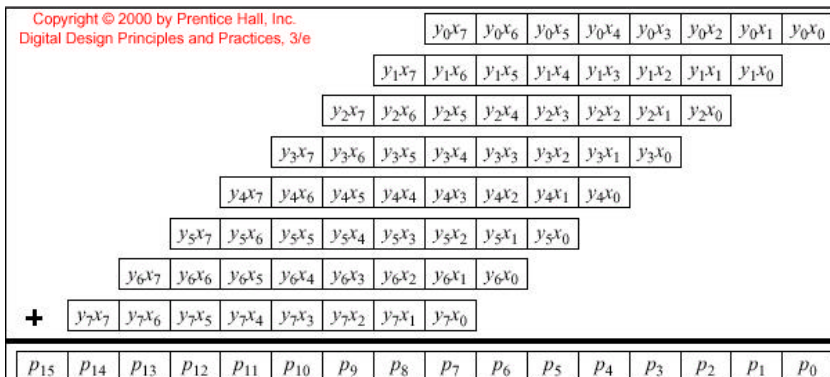 Copyright © 2000 by Prentice Hall, Inc.
Digital Design Principles and Practices, 3/e
y₀x₇ y₀x₆ y₀x₅ y₀x₄ y₀x₃ y₀x₂ y₀x₁ y₀x₀
y₁x₇ y₁x₆ y₁x₅ y₁x₄ y₁x₃ y₁x₂ y₁x₁ y₁x₀
y₂x₇ y₂x₆ y₂x₅ y₂x₄ y₂x₃ y₂x₂ y₂x₁ y₂x₀
y₃x₇ y₃x₆ y₃x₅ y₃x₄ y₃x₃ y₃x₂ y₃x₁ y₃x₀
y₄x₇ y₄x₆ y₄x₅ y₄x₄ y₄x₃ y₄x₂ y₄x₁ y₄x₀
y₅x₇ y₅x₆ y₅x₅ y₅x₄ y₅x₃ y₅x₂ y₅x₁ y₅x₀
y₆x₇ y₆x₆ y₆x₅ y₆x₄ y₆x₃ y₆x₂ y₆x₁ y₆x₀
+ y₇x₇ y₇x₆ y₇x₅ y₇x₄ y₇x₃ y₇x₂ y₇x₁ y₇x₀
p₁₅ p₁₄ p₁₃ p₁₂ p₁₁ p₁₀ p₉ p₈ p₇ p₆ p₅ p₄ p₃ p₂ p₁ p₀